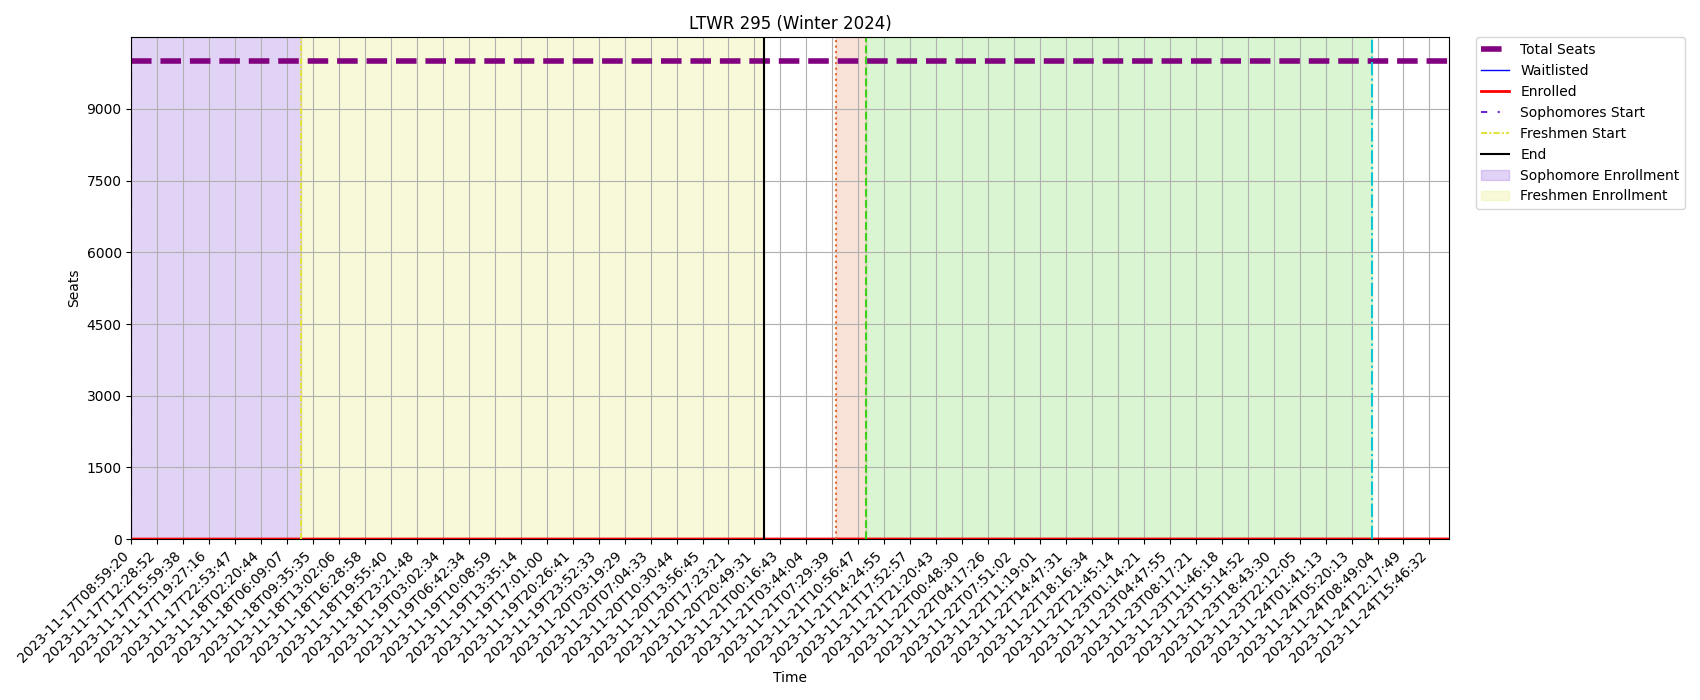 LTWR 295 (Winter 2024)
Total Seats
Waitlisted
Enrolled
Sophomores Start
Freshmen Start
End
Sophomore Enrollment
Freshmen Enrollment
Seats
9000
7500
6000
4500
3000
1500
0
2023-11-17T08:59:20
2023-11-17T12:28:52
2023-11-17T15:59:38
2023-11-17T19:27:16
2023-11-17T22:53:47
2023-11-18T02:20:44
2023-11-18T06:09:07
2023-11-18T09:35:35
2023-11-18T13:02:06
2023-11-18T16:28:58
2023-11-18T19:55:40
2023-11-18T23:21:48
2023-11-19T03:02:34
2023-11-19T06:42:34
2023-11-19T10:08:59
2023-11-19T13:35:14
2023-11-19T17:01:00
2023-11-19T20:26:41
2023-11-19T23:52:33
2023-11-20T03:19:29
2023-11-20T07:04:33
2023-11-20T10:30:44
2023-11-20T13:56:45
2023-11-20T17:23:21
2023-11-20T20:49:31
2023-11-21T00:16:43
2023-11-21T03:44:04
2023-11-21T07:29:39
2023-11-21T10:56:47
2023-11-21T14:24:55
2023-11-21T17:52:57
2023-11-21T21:20:43
2023-11-22T00:48:30
2023-11-22T04:17:26
2023-11-22T07:51:02
2023-11-22T11:19:01
2023-11-22T14:47:31
2023-11-22T18:16:34
2023-11-22T21:45:14
2023-11-23T01:14:21
2023-11-23T04:47:55
2023-11-23T08:17:21
2023-11-23T11:46:18
2023-11-23T15:14:52
2023-11-23T18:43:30
2023-11-23T22:12:05
2023-11-24T01:41:13
2023-11-24T05:20:13
2023-11-24T08:49:04
2023-11-24T12:17:49
2023-11-24T15:46:32
Time